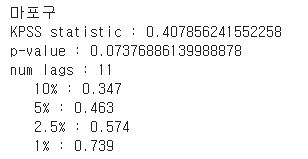 마포구
KPSS statistic : 0.407856241552258
p-value : 0.07376886139988878
num lags : 11
10% : 0.347
5% : 0.463
2.5% : 0.574
1% : 0.739